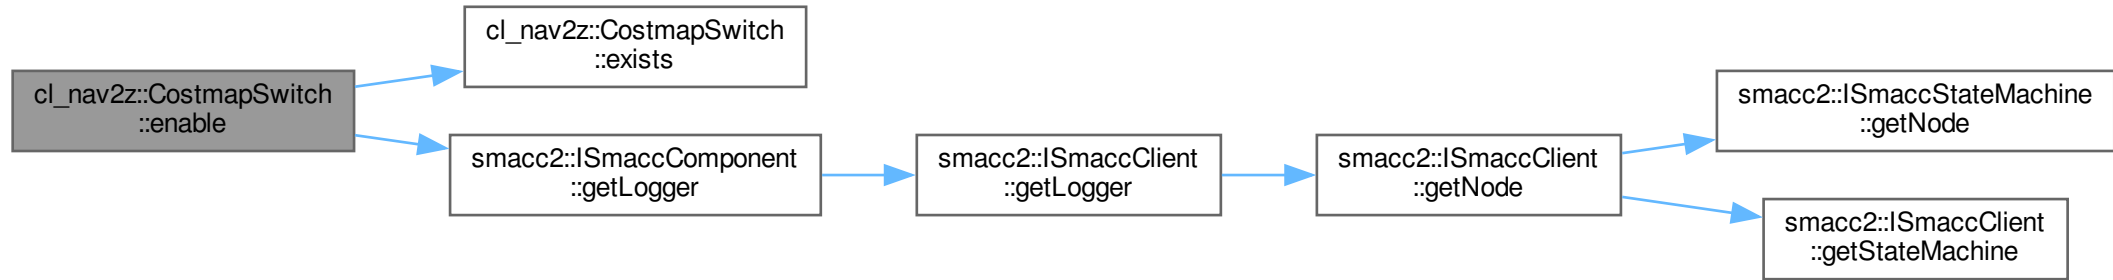 cl_nav2z::CostmapSwitch
::enable
cl_nav2z::CostmapSwitch
::exists
smacc2::ISmaccComponent
::getLogger
smacc2::ISmaccClient
::getLogger
smacc2::ISmaccClient
::getNode
smacc2::ISmaccStateMachine
::getNode
smacc2::ISmaccClient
::getStateMachine